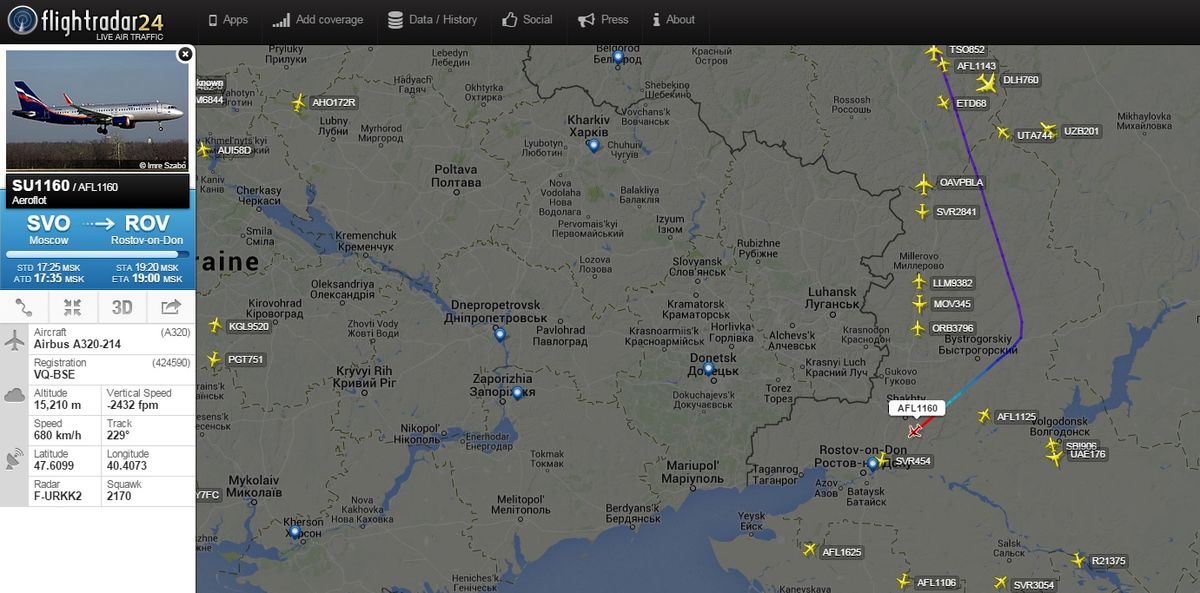 flightradar24
LIVE AIR TRAFFIC
Apps
Add coverage
Data / History
Social
Press
About
© Imre Szabó
SU1160 / AFL1160
Aeroflot
SVO
ROV
Moscow
Rostov-on-Don
STD 17:25 MSK
STA 19:20 MSK
ATD 17:35 MSK
ETA 19:00 MSK
3D
Aircraft
(A320)
Airbus A320-214
Registration
(424590)
VQ-BSE
Altitude
Vertical Speed
15,210 m
-2432 fpm
Speed
Track
680 km/h
229°
Latitude
Longitude
47.6099
40.4073
Radar
Squawk
F-URKK2
2170
Pryluky
Прилуки
Lebedyn
Лебедин
Belgorod
Белгород
Красный
Остров
TSO852
AFL1143
DLH760
ETD68
known
M6844
AHO172R
Hadyach
Гадяч
Okhtyrka
Охтирка
Shebekino
Шебекино
Rossosh
Россошь
Mikhaylovka
Михайловка
UTA744
UZB201
Lubny
Лубни
Myrhorod
Миргород
Kharkiv
Харків
Vovchans'k
Вовчанськ
Lyubotyn
Люботин
Chuhuiv
Чугуїв
AUI58D
Kaniv
Канів
Cherkasy
Черкаси
Poltava
Полтава
Nova
Vodolaha
Нова
Водолага
Balakliya
Балаклія
OAVPBLA
SVR2841
Smila
Сміла
Kremenchuk
Кременчук
Pervomais'kyi
Первомайський
Izyum
Ізюм
Rubizhne
Рубіжне
raine
Lozova
Лозова
Slovyans'k
Слов'янськ
Millerovo
Миллерово
LLM9382
MOV345
ORB3796
Oleksandriya
Олександрія
Kirovohrad
Кіровоград
Dnepropetrovsk
Дніпропетровськ
Kramatorsk
Краматорськ
Luhansk
Луганськ
KGL9520
PGT751
Zhovti Vody
Жовті Води
Pavlohrad
Павлоград
Krasnoarmiis'k
Красноармійськ
Horlivka
Горлівка
Alchevs'k
Алчевськ
Krasnodon
Краснодон
Bystrogorskiy
Быстрогорский
Kryvyi Rih
Кривий Ріг
Zaporizhia
Запоріжжя
Donetsk
Донецьк
Krasnyi Luch
Красний Луч
Gukovo
Гуково
Dokuchajevs'k
Докучаєвськ
Torez
Торез
Shakhty
AFL1160
AFL1125
Volgodonsk
Волгодонск
SBI906
UAE176
Nikopol'
Нікополь
Enerhodar
Енергодар
Tokmak
Токмак
Rostov-on-Don
SVR454
Mariupol'
Маріуполь
Taganrog
Таганрог
Azov
Азов
Bataysk
Батайск
Mykolaiv
Миколаїв
Y7FC
Nova
Kakhovka
Нова Каховка
Melitopol'
Мелітополь
Berdyans'k
Бердянськ
Yeysk
Ейск
Kherson
Херсон
Salsk
Сальск
AFL1625
R21375
Heniches'k
Генічеськ
Kanevskaya
AFL1106
SVR3054